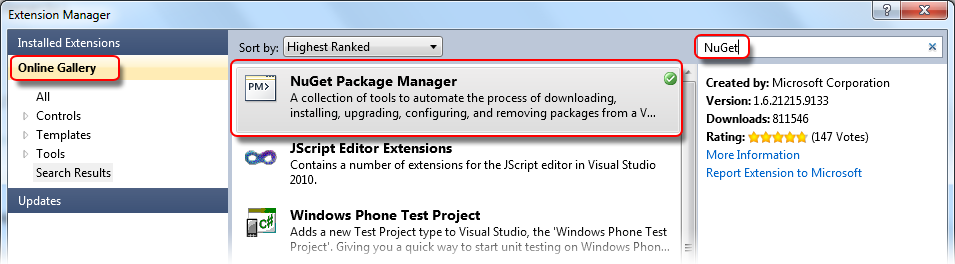 Extension Manager
Installed Extensions
Online Gallery
All
Controls
Templates
Tools
Search Results
Updates
Sort by: Highest Ranked
PM>
NuGet Package Manager
A collection of tools to automate the process of downloading,
installing, upgrading, configuring, and removing packages from a V...
JScript Editor Extensions
Contains a number of extensions for the JScript editor in Visual Studio
2010.
C#
Windows Phone Test Project
Adds a new Test Project type to Visual Studio, the 'Windows Phone Test
Project'. Giving you a quick way to start unit testing on Windows Phon...
NuGet
Created by: Microsoft Corporation
Version: 1.6.21215.9133
Downloads: 811546
Rating: (147 Votes)
More Information
Report Extension to Microsoft